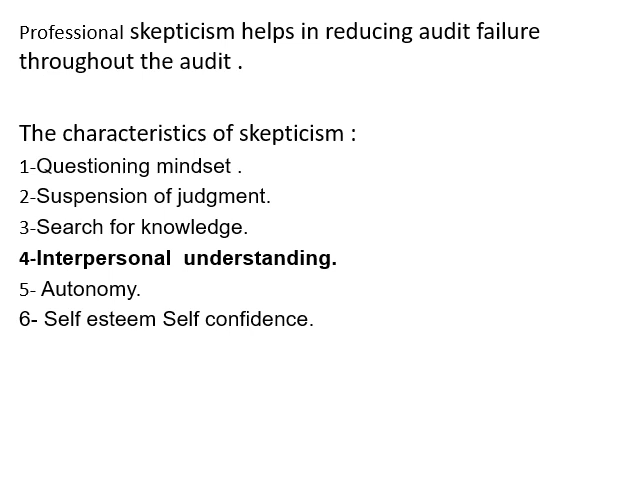 Professional skepticism helps in reducing audit failure
throughout the audit .
The characteristics of skepticism :
1-Questioning mindset .
2-Suspension of judgment.
3-Search for knowledge.
4-Interpersonal  understanding.
5- Autonomy.
6- Self esteem Self confidence.